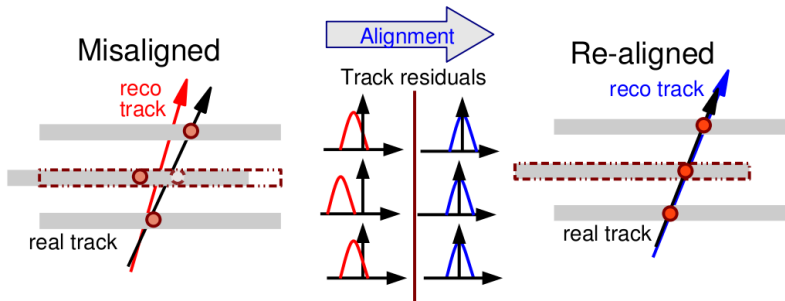 Misaligned
Alignment
Re-aligned
reco
track
Track residuals
reco track
real track
real track